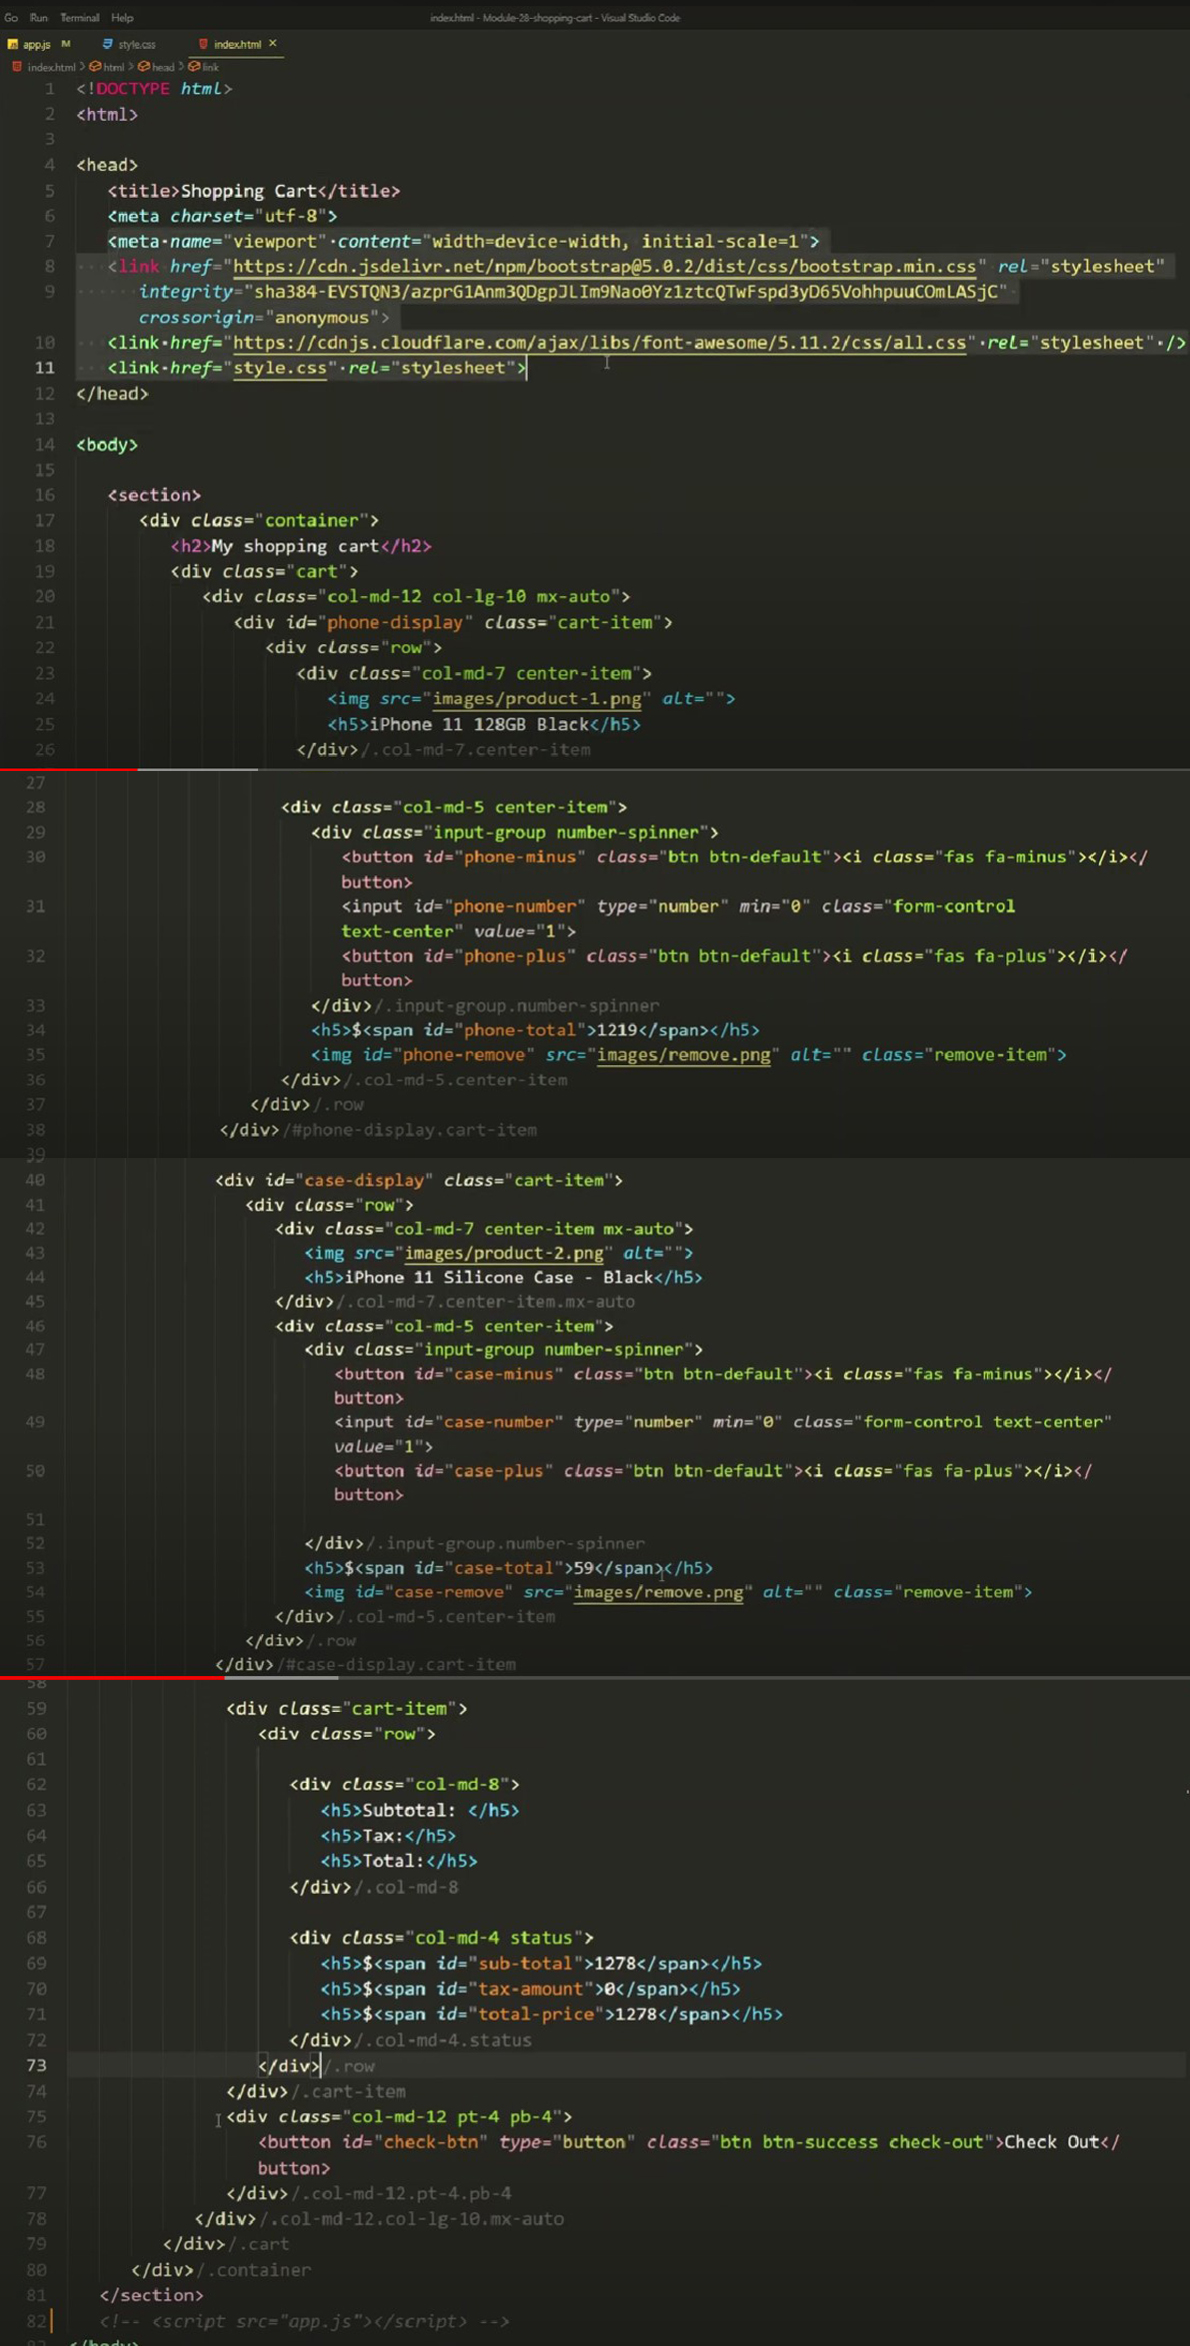 Go Run Terminal Help index.html - Module-28-shopping-cart - Visual Studio Code
app.js M style.css index.html ×
index.html > html > head > link
1 <!DOCTYPE html>
2 <html>
3
4 <head>
5 <title>Shopping Cart</title>
6 <meta charset="utf-8">
7 <meta·name="viewport"·content="width=device-width, initial-scale=1">
8 <link href="https://cdn.jsdelivr.net/npm/bootstrap@5.0.2/dist/css/bootstrap.min.css" rel="stylesheet"
9 integrity="sha384-EVSTQN3/azprG1Anm3QDgpJLIm9Nao0Yz1ztcQTwFspd3yD65VohhpuuCOmLASjC"
crossorigin="anonymous">
10 <link·href="https://cdnjs.cloudflare.com/ajax/libs/font-awesome/5.11.2/css/all.css"·rel="stylesheet"·/>
11 <link·href="style.css"·rel="stylesheet">
12 </head>
13
14 <body>
15
16 <section>
17 <div class="container">
18 <h2>My shopping cart</h2>
19 <div class="cart">
20 <div class="col-md-12 col-lg-10 mx-auto">
21 <div id="phone-display" class="cart-item">
22 <div class="row">
23 <div class="col-md-7 center-item">
24 <img src="images/product-1.png" alt="">
25 <h5>iPhone 11 128GB Black</h5>
26 </div>/.col-md-7.center-item
27
28 <div class="col-md-5 center-item">
29 <div class="input-group number-spinner">
30 <button id="phone-minus" class="btn btn-default"><i class="fas fa-minus"></i></
button>
31 <input id="phone-number" type="number" min="0" class="form-control
text-center" value="1">
32 <button id="phone-plus" class="btn btn-default"><i class="fas fa-plus"></i></
button>
33 </div>/.input-group.number-spinner
34 <h5>$<span id="phone-total">1219</span></h5>
35 <img id="phone-remove" src="images/remove.png" alt="" class="remove-item">
36 </div>/.col-md-5.center-item
37 </div>/.row
38 </div>/#phone-display.cart-item
39
40 <div id="case-display" class="cart-item">
41 <div class="row">
42 <div class="col-md-7 center-item mx-auto">
43 <img src="images/product-2.png" alt="">
44 <h5>iPhone 11 Silicone Case - Black</h5>
45 </div>/.col-md-7.center-item.mx-auto
46 <div class="col-md-5 center-item">
47 <div class="input-group number-spinner">
48 <button id="case-minus" class="btn btn-default"><i class="fas fa-minus"></i></
button>
49 <input id="case-number" type="number" min="0" class="form-control text-center"
value="1">
50 <button id="case-plus" class="btn btn-default"><i class="fas fa-plus"></i></
button>
51
52 </div>/.input-group.number-spinner
53 <h5>$<span id="case-total">59</span></h5>
54 <img id="case-remove" src="images/remove.png" alt="" class="remove-item">
55 </div>/.col-md-5.center-item
56 </div>/.row
57 </div>/#case-display.cart-item
58
59 <div class="cart-item">
60 <div class="row">
61
62 <div class="col-md-8">
63 <h5>Subtotal: </h5>
64 <h5>Tax:</h5>
65 <h5>Total:</h5>
66 </div>/.col-md-8
67
68 <div class="col-md-4 status">
69 <h5>$<span id="sub-total">1278</span></h5>
70 <h5>$<span id="tax-amount">0</span></h5>
71 <h5>$<span id="total-price">1278</span></h5>
72 </div>/.col-md-4.status
73 </div>/.row
74 </div>/.cart-item
75 <div class="col-md-12 pt-4 pb-4">
76 <button id="check-btn" type="button" class="btn btn-success check-out">Check Out</
button>
77 </div>/.col-md-12.pt-4.pb-4
78 </div>/.col-md-12.col-lg-10.mx-auto
79 </div>/.cart
80 </div>/.container
81 </section>
82 <!-- <script src="app.js"></script> -->
</body>